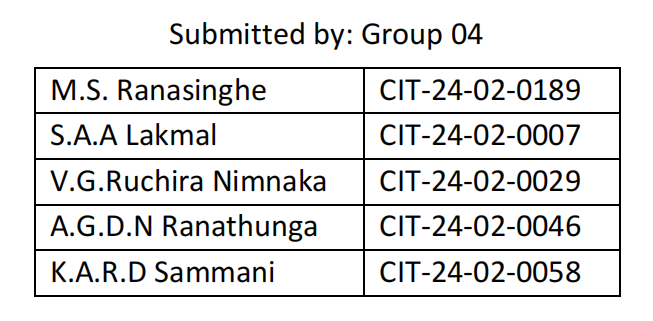 Submitted by: Group 04
M.S. Ranasinghe CIT-24-02-0189
S.A.A Lakmal CIT-24-02-0007
V.G.Ruchira Nimnaka CIT-24-02-0029
A.G.D.N Ranathunga CIT-24-02-0046
K.A.R.D Sammani CIT-24-02-0058